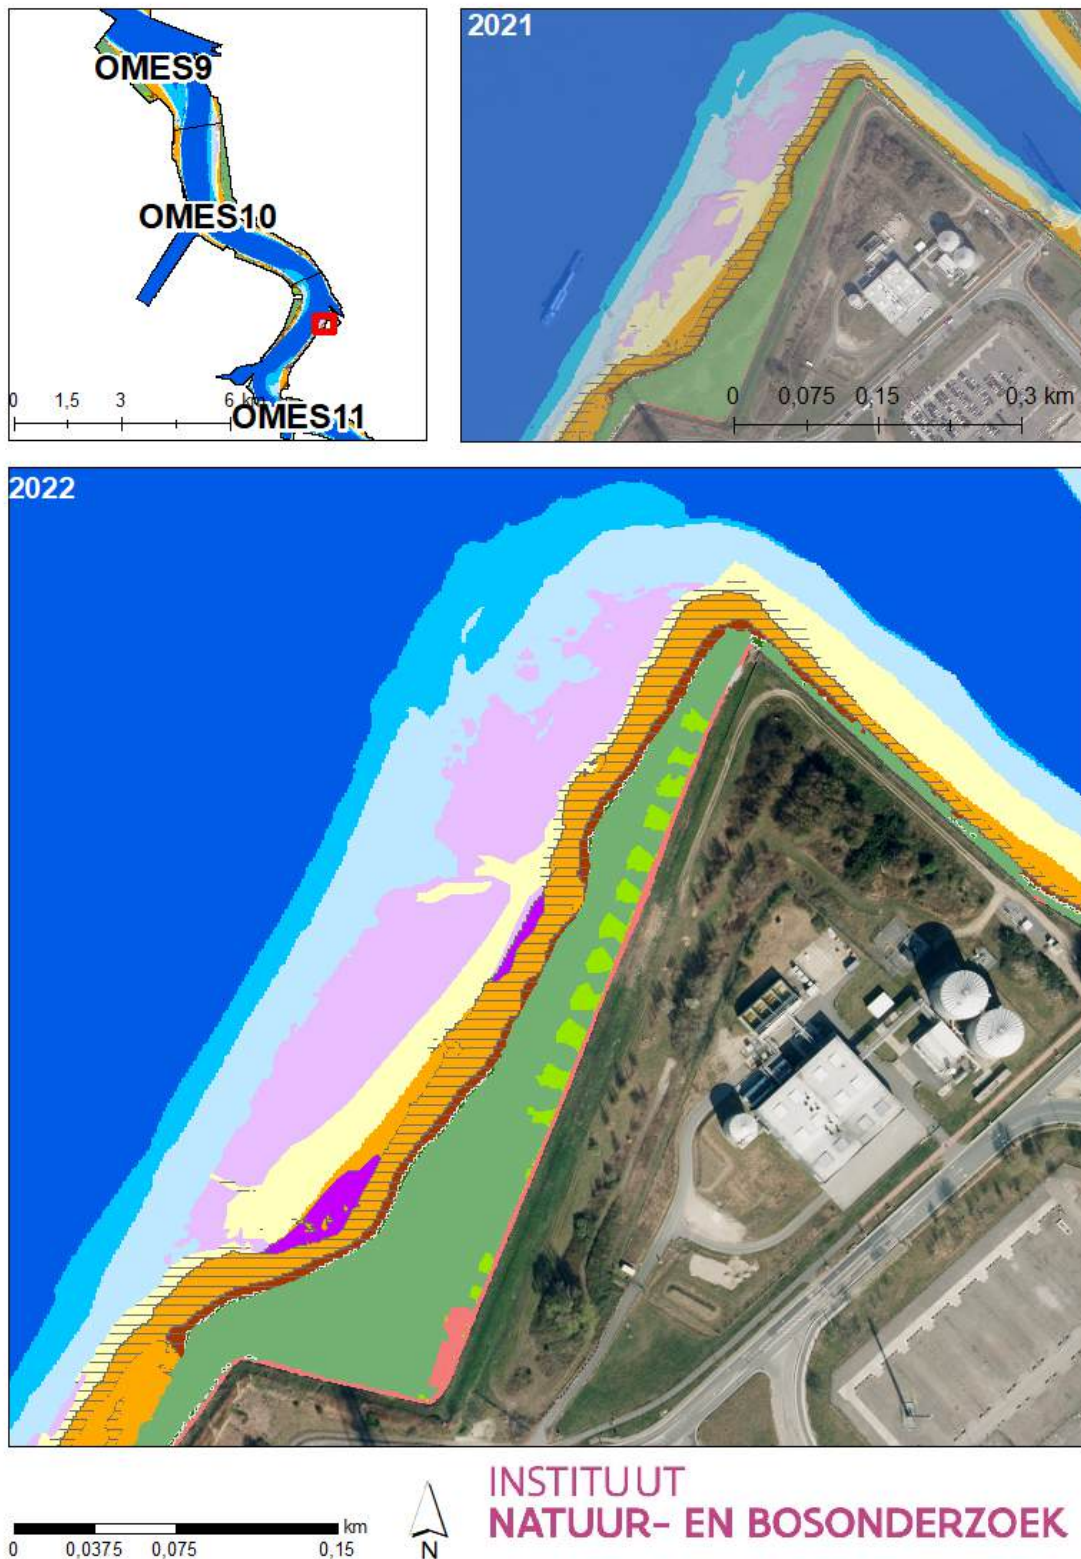 OMES9
OMES10
OMES11
0 1,5 3 6 km
2021
0 0,075 0,15 0,3 km
2022
km
0 0,0375 0,075 0,15
N
INSTITUUT
NATUUR- EN BOSONDERZOEK